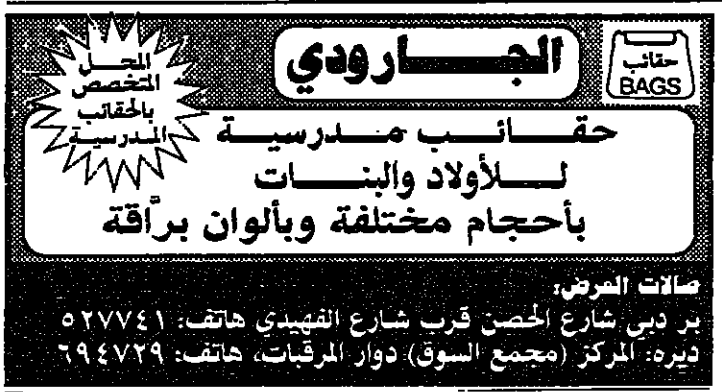 حقائب
BAGS
الجارودي
المحل
المتخصص
بالحقائب
المدرسية
حقائب مدرسية
للأولاد والبنات
بأحجام مختلفة وبألوان برَّاقة
صالات العرض:
بر دبي شارع الحصن قرب شارع الفهيدي هاتف: ٥٢٧٧٤١
ديره: المركز (مجمع السوق) دوار المرقبات، هاتف: ٦٩٤٧٢٩